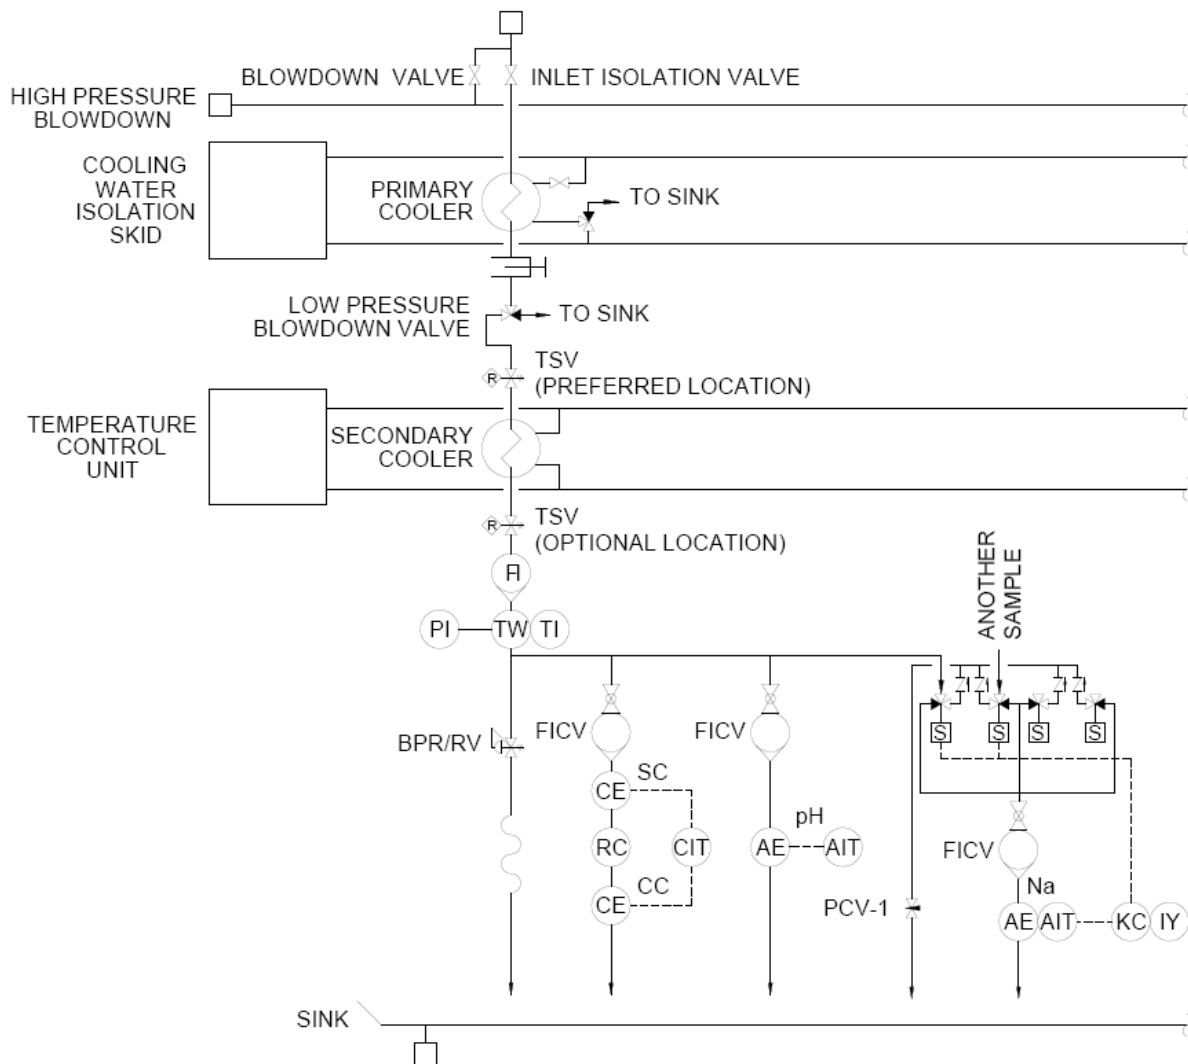 BLOWDOWN VALVE
INLET ISOLATION VALVE
HIGH PRESSURE
BLOWDOWN
COOLING
WATER
ISOLATION
SKID
PRIMARY
COOLER
TO SINK
LOW PRESSURE
BLOWDOWN VALVE
TO SINK
TSV
(PREFERRED LOCATION)
R
TEMPERATURE
CONTROL
UNIT
SECONDARY
COOLER
TSV
(OPTIONAL LOCATION)
R
FI
PI
TW
TI
ANOTHER
SAMPLE
BPR/RV
FICV
FICV
S
S
S
S
CE
SC
RC
CIT
CC
CE
pH
AE
AIT
FICV
PCV-1
Na
AE
AIT
KC
IY
SINK